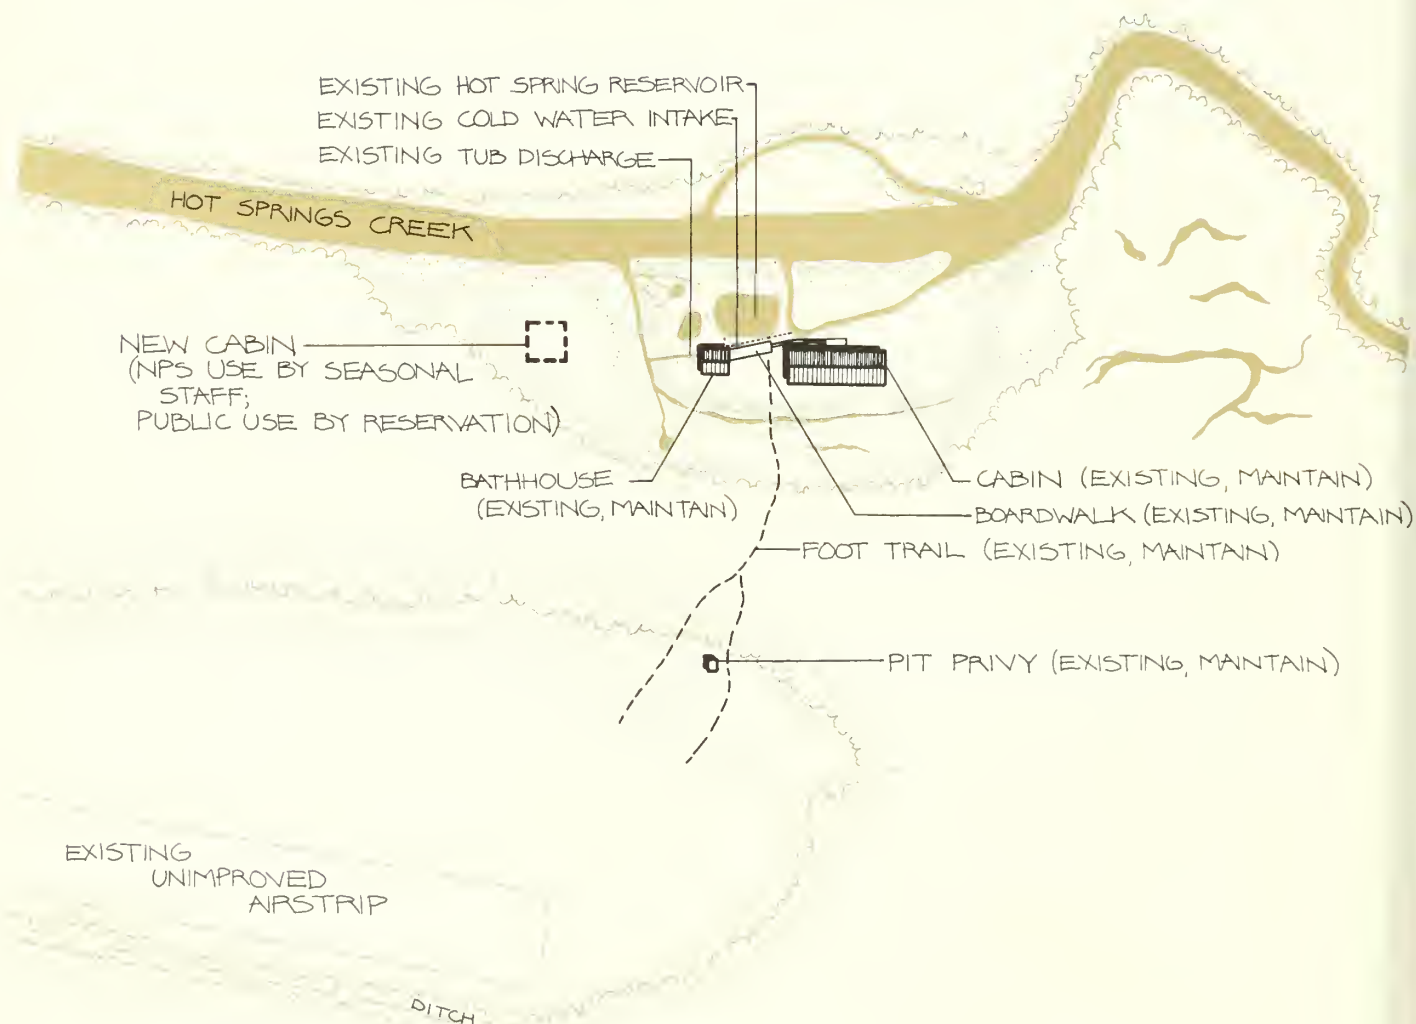 EXISTING HOT SPRING RESERVOIR
EXISTING COLD WATER INTAKE
EXISTING TUB DISCHARGE
HOT SPRINGS CREEK
NEW CABIN
(NPS USE BY SEASONAL
STAFF;
PUBLIC USE BY RESERVATION)
BATHHOUSE
(EXISTING, MAINTAIN)
CABIN (EXISTING, MAINTAIN)
BOARDWALK (EXISTING, MAINTAIN)
FOOT TRAIL (EXISTING, MAINTAIN)
PIT PRIVY (EXISTING, MAINTAIN)
EXISTING
UNIMPROVED
AIRSTRIP
DITCH